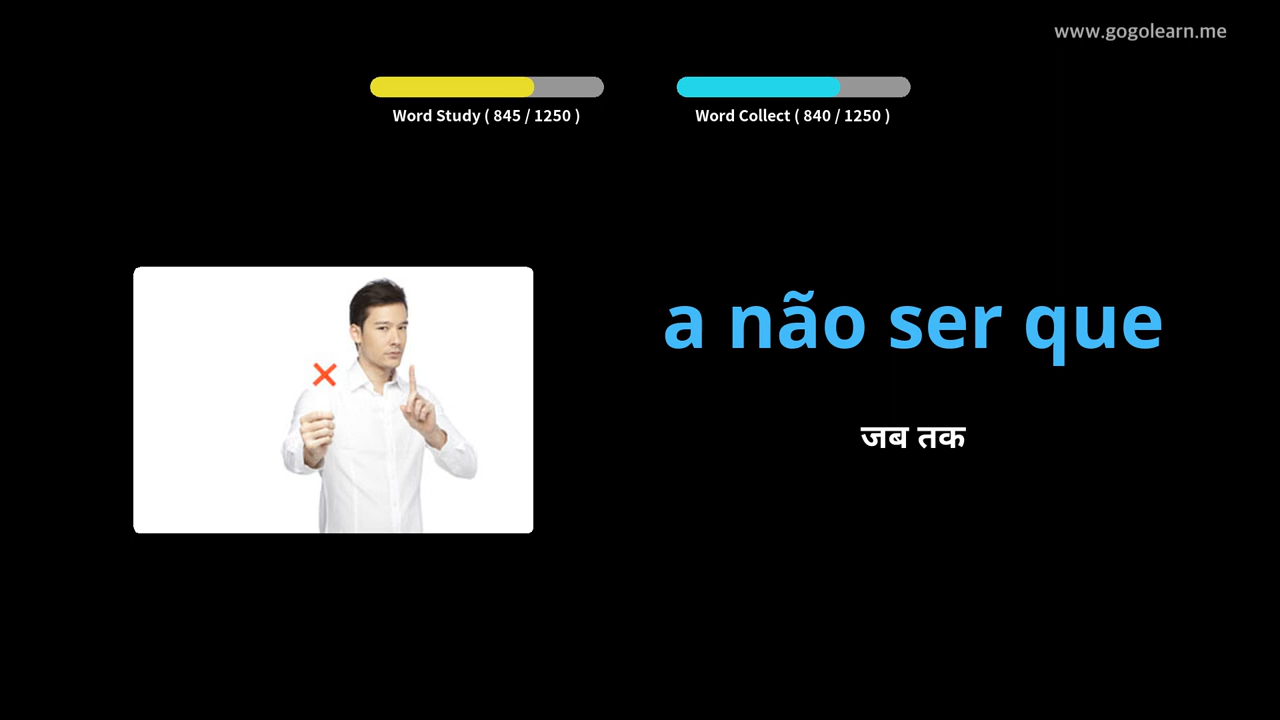 www.gogolearn.me
Word Study ( 845 / 1250 )
Word Collect ( 840 / 1250 )
a não ser que
जब तक